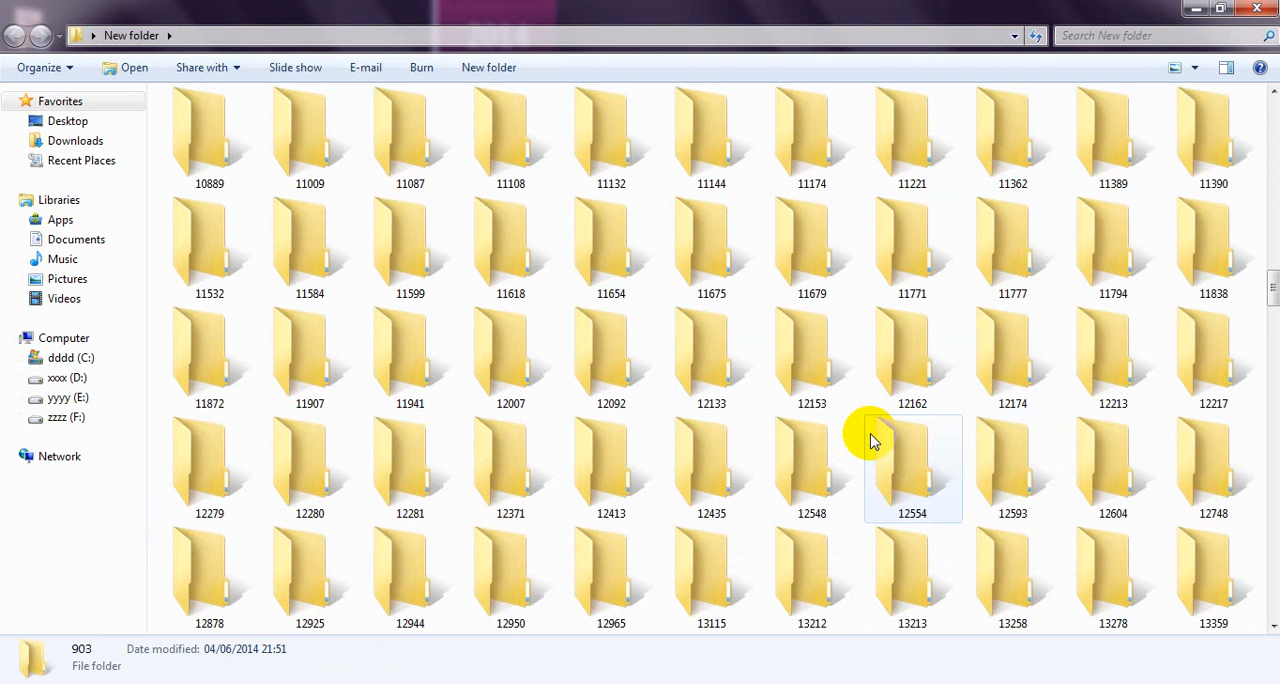 New folder
Search New folder
Organize Open Share with Slide show E-mail Burn New folder
Favorites
Desktop
Downloads
Recent Places
Libraries
Apps
Documents
Music
Pictures
Videos
Computer
dddd (C:)
xxxx (D:)
yyyy (E:)
zzzz (F:)
Network
10889 11009 11087 11108 11132 11144 11174 11221 11362 11389 11390
11532 11584 11599 11618 11654 11675 11679 11771 11777 11794 11838
11872 11907 11941 12007 12092 12133 12153 12162 12174 12213 12217
12279 12280 12281 12371 12413 12435 12548 12554 12593 12604 12748
12878 12925 12944 12950 12965 13115 13212 13213 13258 13278 13359
903 Date modified: 04/06/2014 21:51
File folder